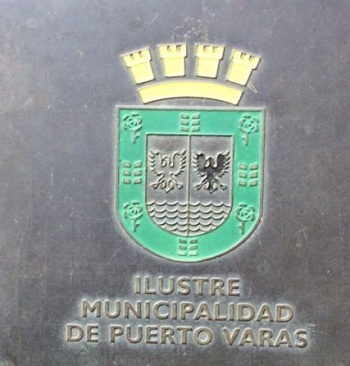 ILUSTRE
MUNICIPALIDAD
DE PUERTO VARAS